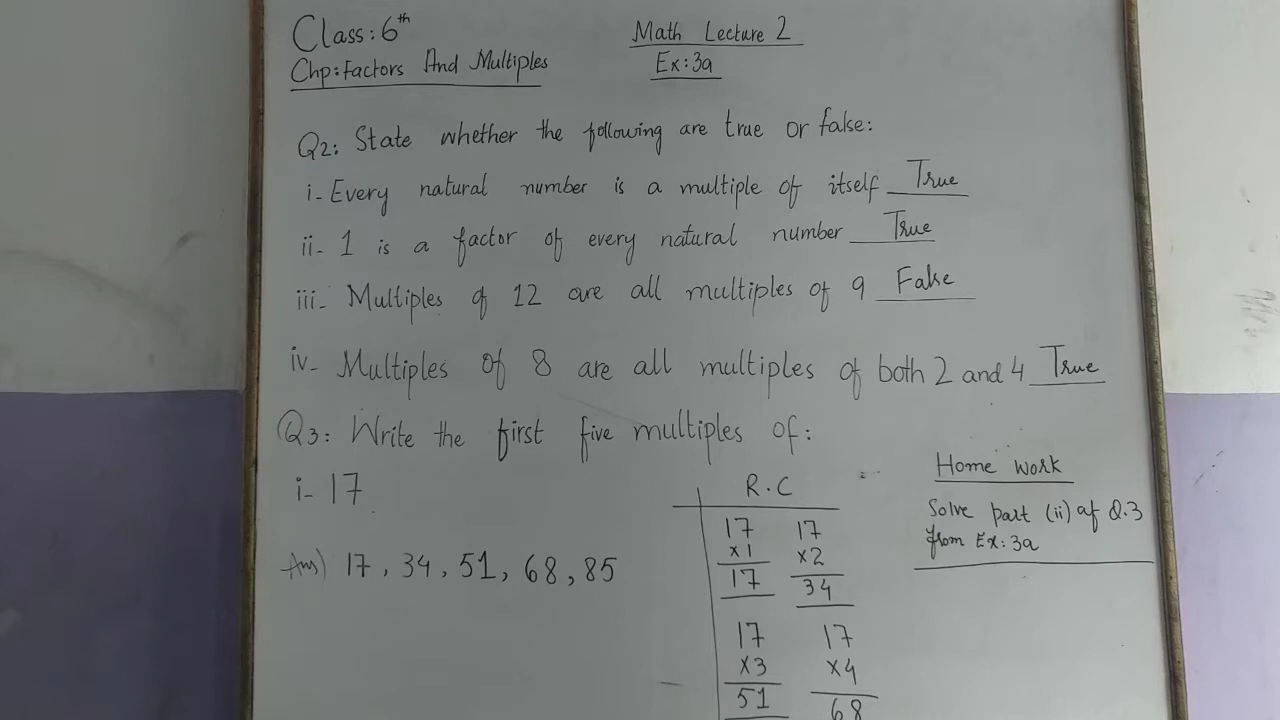 Class: 6th
Math Lecture 2
Chp: Factors And Multiples
Ex: 3a
Q2: State whether the following are true or false:
i- Every natural number is a multiple of itself True
ii- 1 is a factor of every natural number True
iii- Multiples of 12 are all multiples of 9 False
iv- Multiples of 8 are all multiples of both 2 and 4 True
Q3: Write the first five multiples of:
i- 17
Ans) 17, 34, 51, 68, 85
R.C
17 17
x1 x2
17 34
17 17
x3 x4
51 68
Home work
Solve part (ii) of Q.3
from Ex: 3a